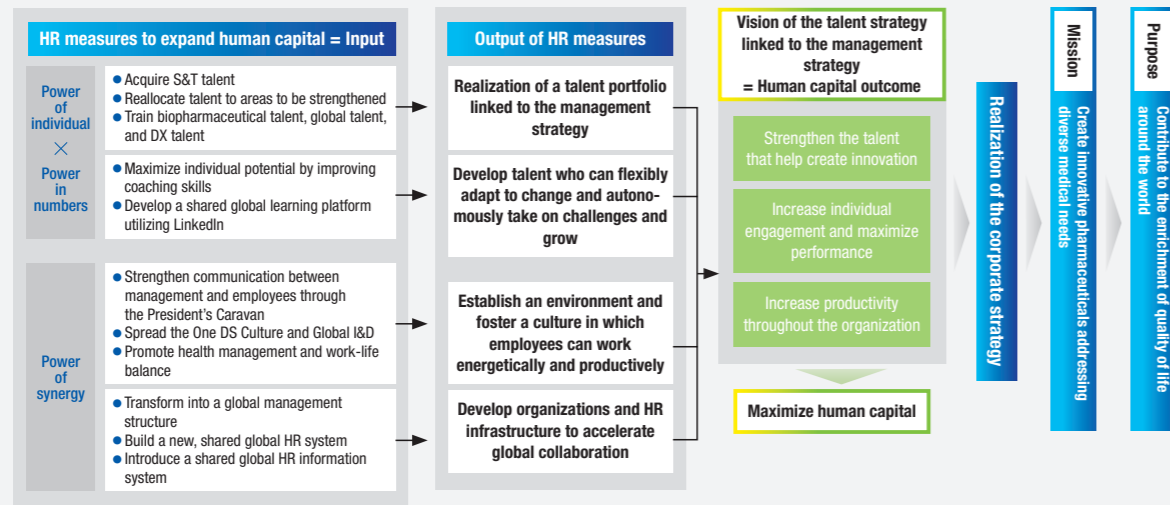 HR measures to expand human capital = Input
Power
of
individual
×
Power
in
numbers
● Acquire S&T talent
● Reallocate talent to areas to be strengthened
● Train biopharmaceutical talent, global talent,
and DX talent
● Maximize individual potential by improving
coaching skills
● Develop a shared global learning platform
utilizing LinkedIn
Power
of
synergy
● Strengthen communication between
management and employees through
the President's Caravan
● Spread the One DS Culture and Global I&D
● Promote health management and work-life
balance
● Transform into a global management
structure
● Build a new, shared global HR system
● Introduce a shared global HR information
system
Output of HR measures
Realization of a talent portfolio
linked to the management
strategy
Develop talent who can flexibly
adapt to change and autono-
mously take on challenges and
grow
Establish an environment and
foster a culture in which
employees can work
energetically and productively
Develop organizations and HR
infrastructure to accelerate
global collaboration
Vision of the talent strategy
linked to the management
strategy
= Human capital outcome
Strengthen the talent
that help create innovation
Increase individual
engagement and maximize
performance
Increase productivity
throughout the organization
Maximize human capital
Realization of the corporate strategy
Mission
Create innovative pharmaceuticals addressing
diverse medical needs
Purpose
Contribute to the enrichment of quality of life
around the world